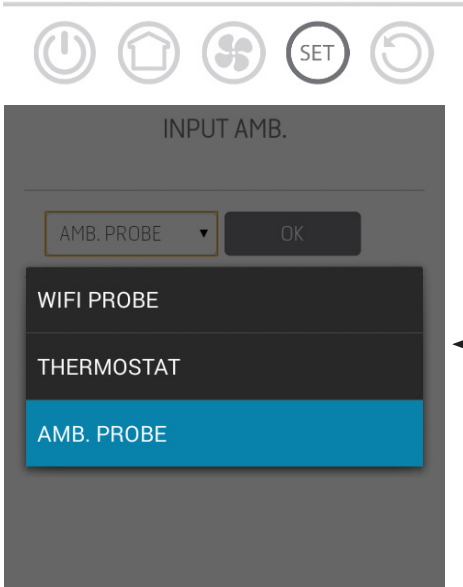 SET
INPUT AMB.
AMB. PROBE OK
WIFI PROBE
THERMOSTAT
AMB. PROBE